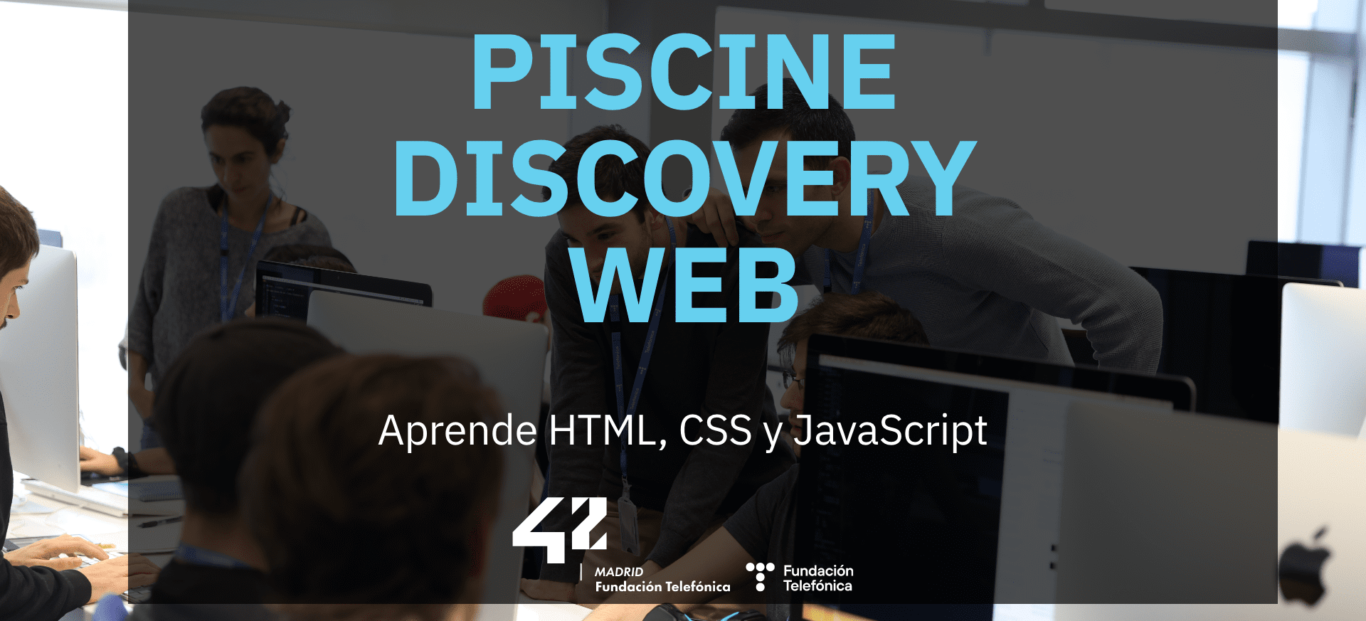 PISCINE
DISCOVERY
WEB
Aprende HTML, CSS y JavaScript
42
MADRID
Fundación Telefónica
Fundación
Telefónica